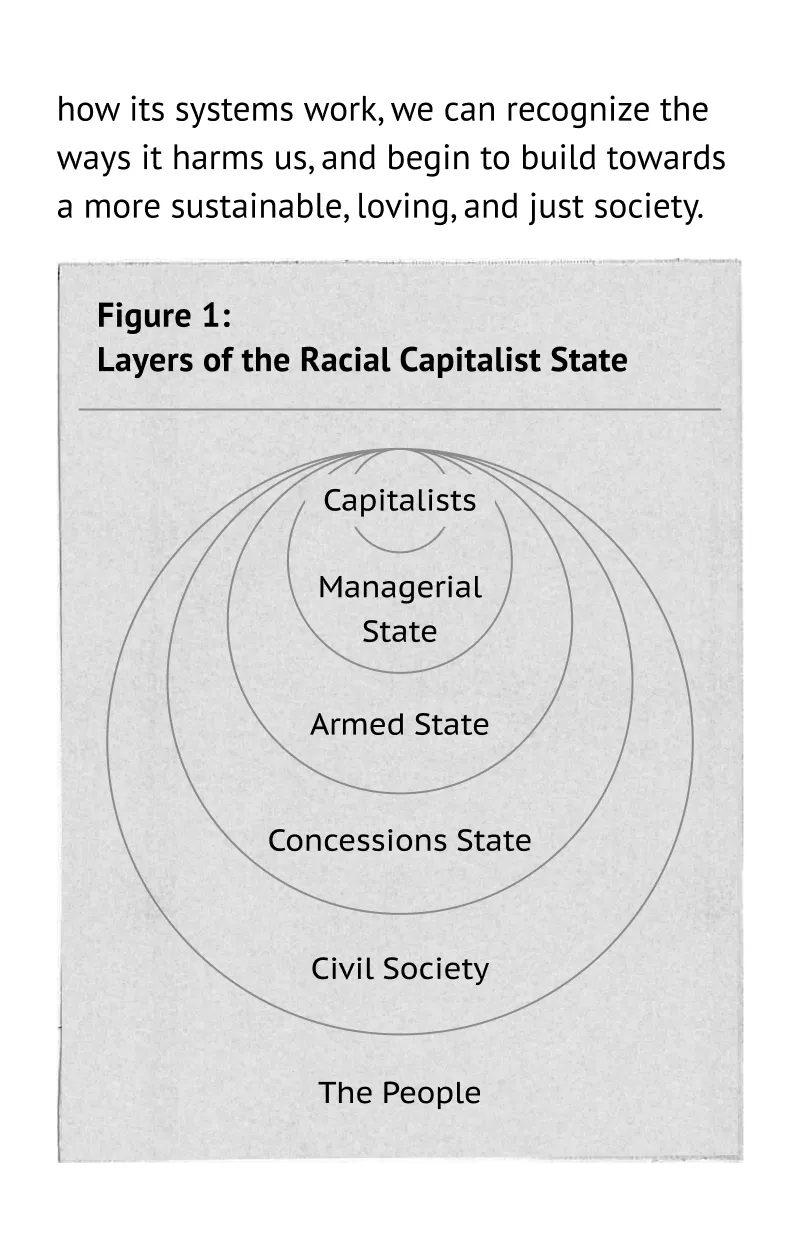 how its systems work, we can recognize the
ways it harms us, and begin to build towards
a more sustainable, loving, and just society.
Figure 1:
Layers of the Racial Capitalist State
Capitalists
Managerial
State
Armed State
Concessions State
Civil Society
The People